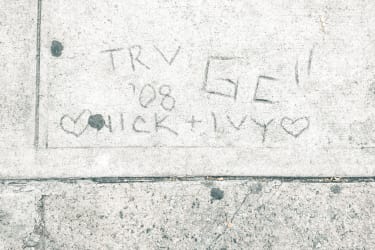 TRV GC"
'08
♡ NICK + IVY ♡